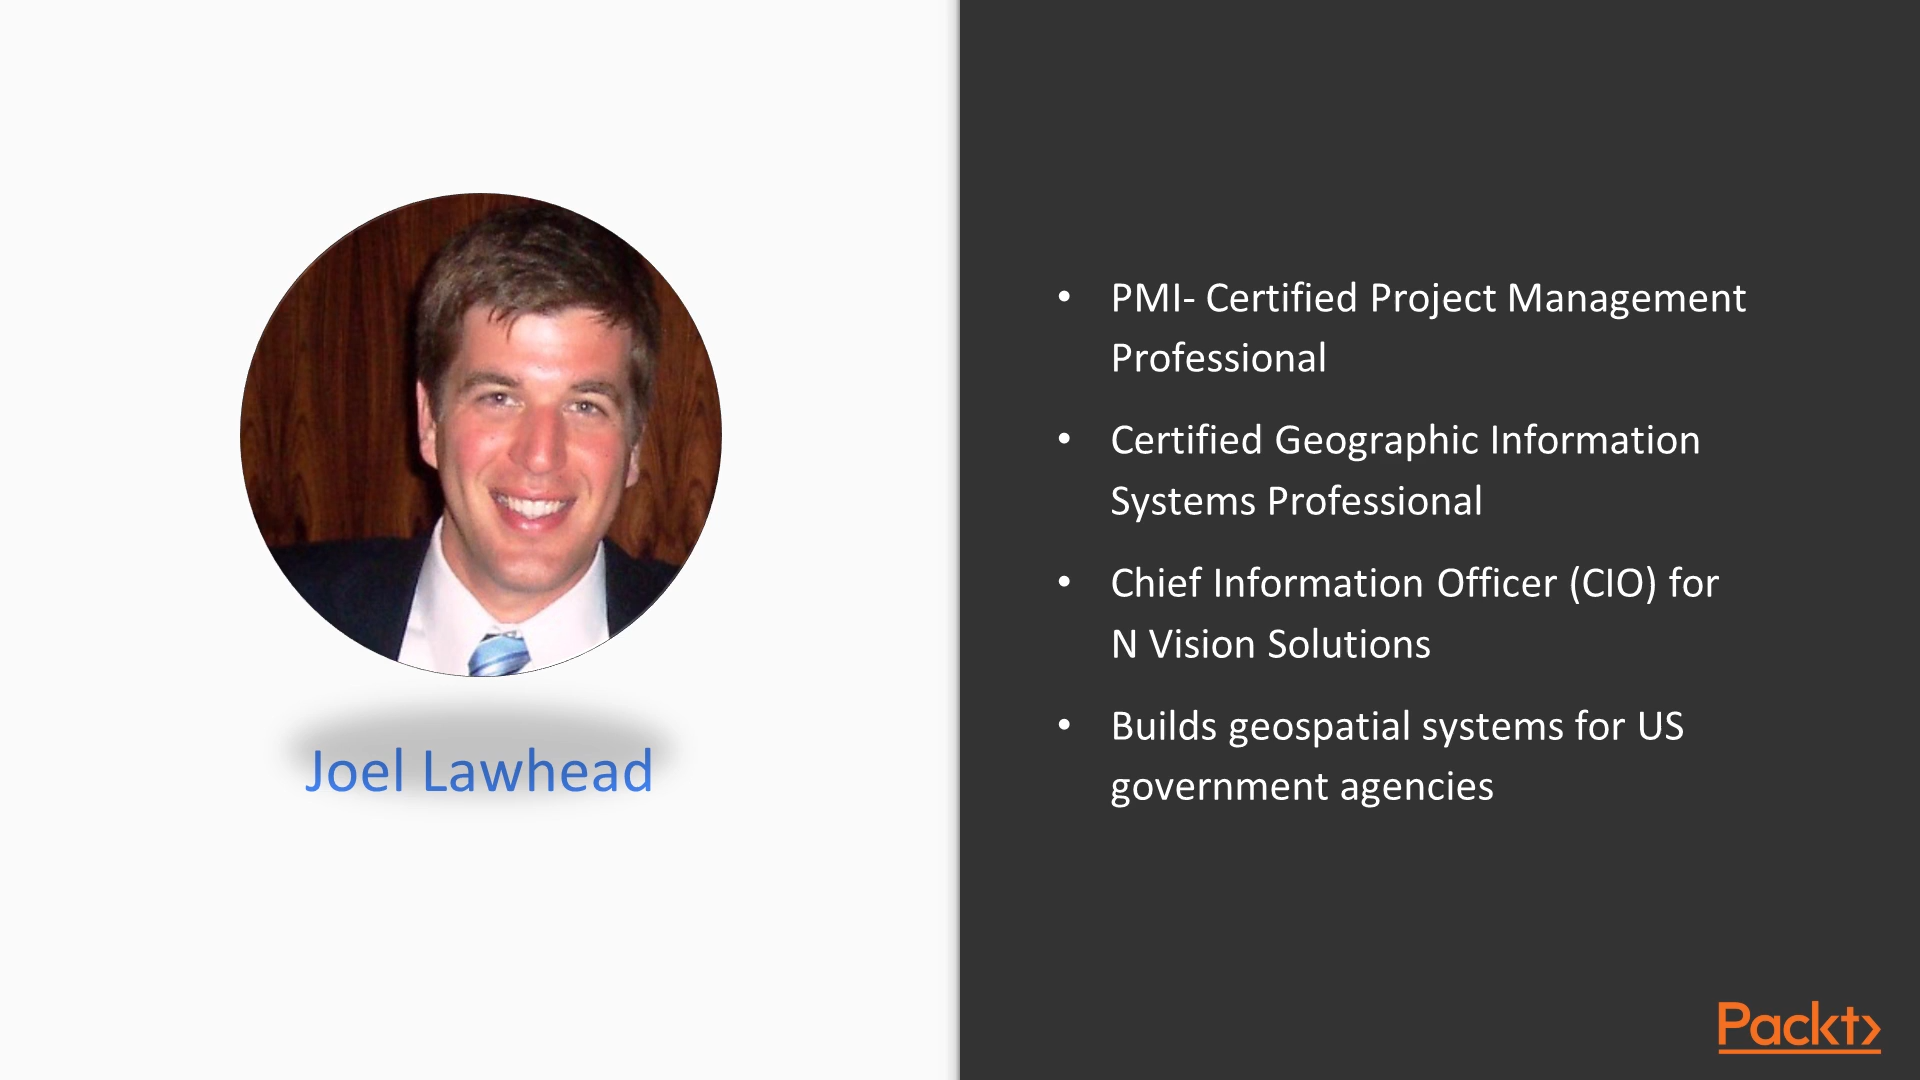 Joel Lawhead
• PMI- Certified Project Management
Professional
• Certified Geographic Information
Systems Professional
• Chief Information Officer (CIO) for
N Vision Solutions
• Builds geospatial systems for US
government agencies
Packt>